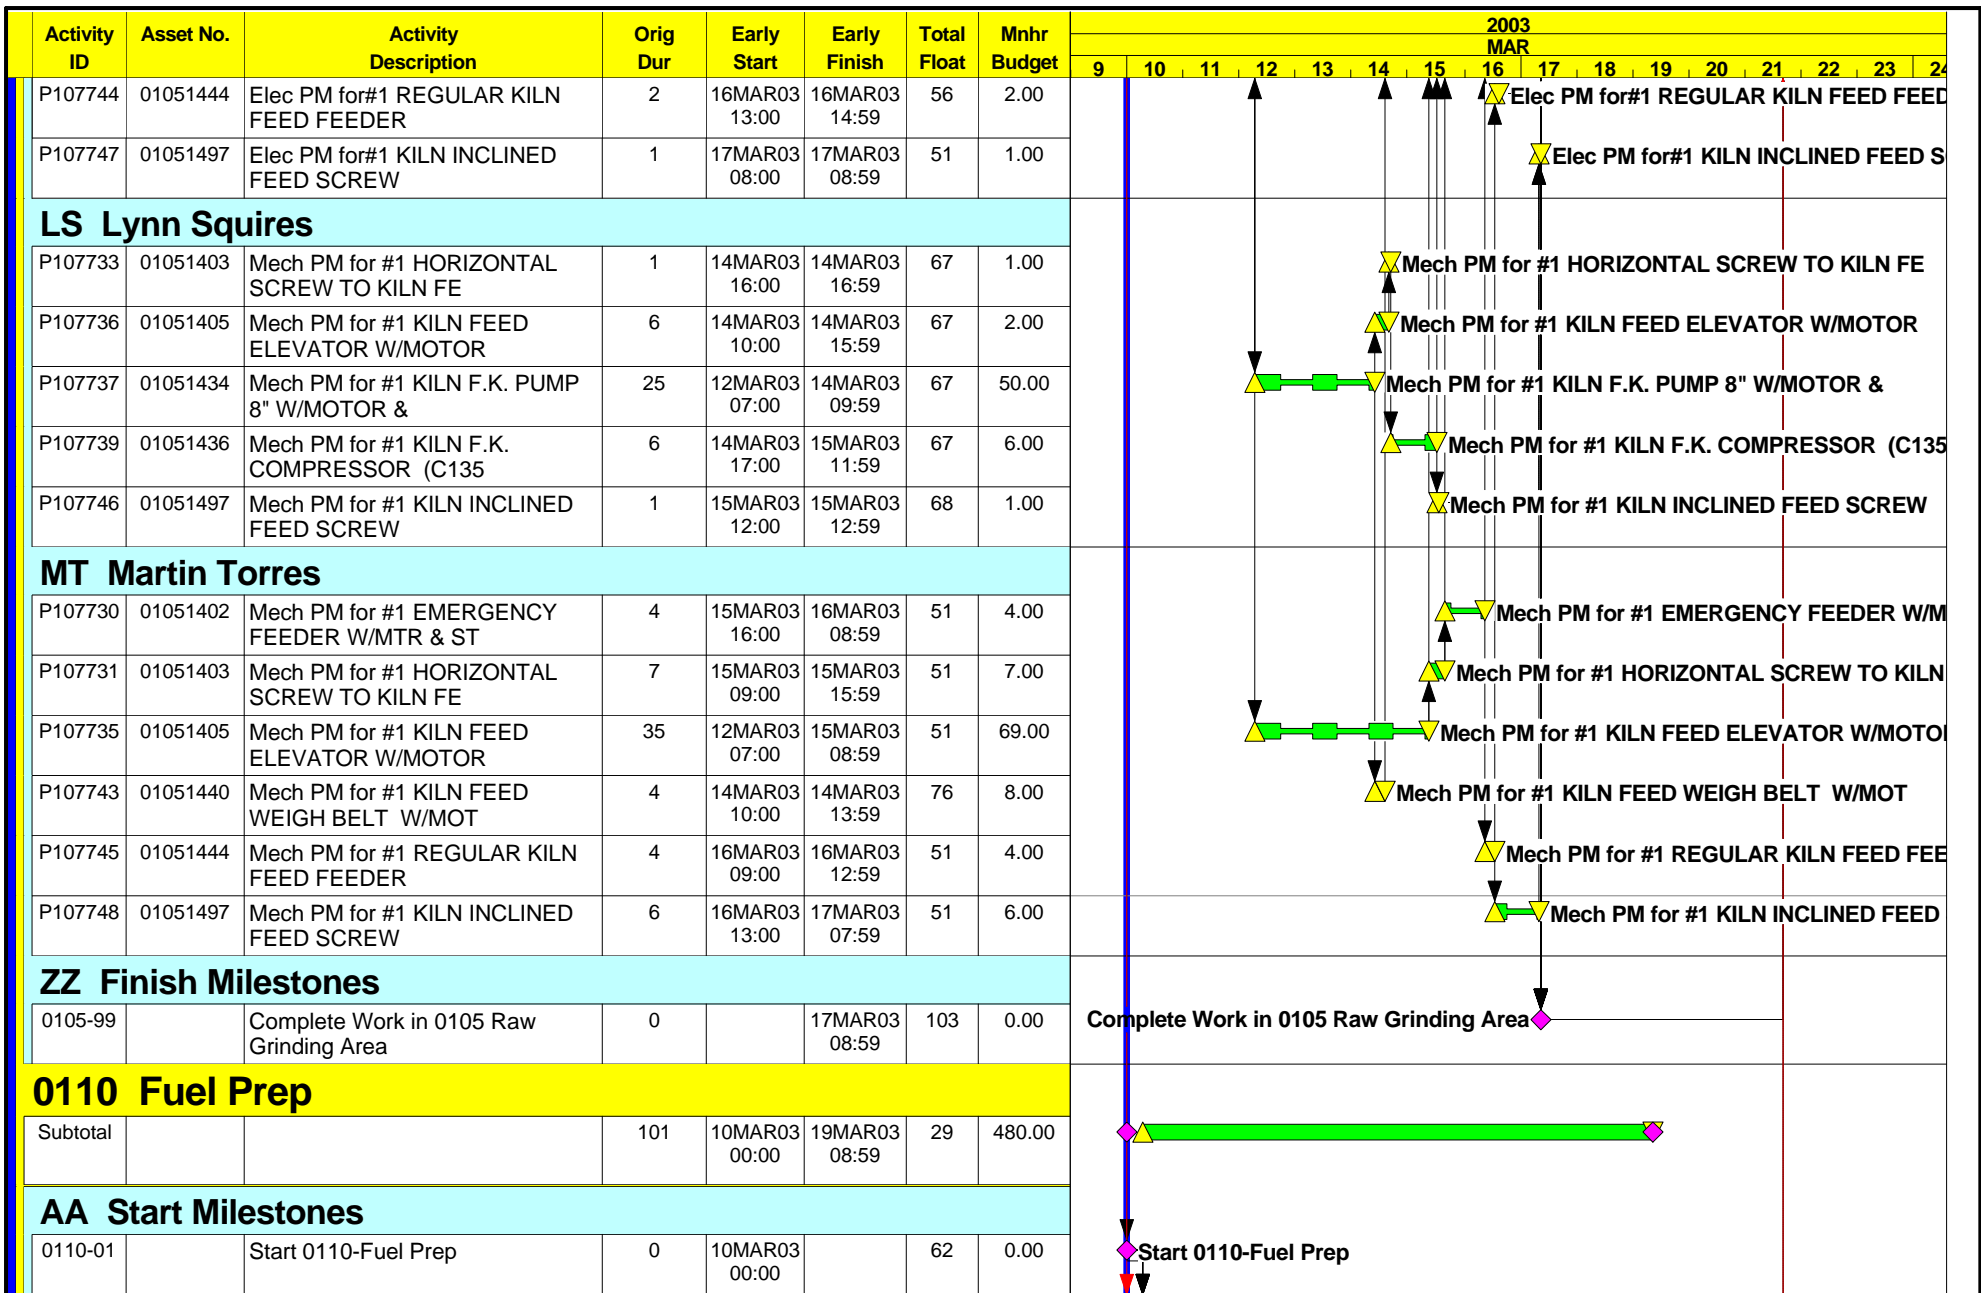 Activity ID Asset No. Activity Description Orig Dur Early Start Early Finish Total Float Mnhr Budget
2003
MAR
9 10 11 12 13 14 15 16 17 18 19 20 21 22 23 24
P107744 01051444 Elec PM for#1 REGULAR KILN 2 16MAR03 16MAR03 56 2.00 Elec PM for#1 REGULAR KILN FEED FEED
FEED FEEDER 13:00 14:59
P107747 01051497 Elec PM for#1 KILN INCLINED 1 17MAR03 17MAR03 51 1.00 Elec PM for#1 KILN INCLINED FEED S
FEED SCREW 08:00 08:59
LS Lynn Squires
P107733 01051403 Mech PM for #1 HORIZONTAL 1 14MAR03 14MAR03 67 1.00 Mech PM for #1 HORIZONTAL SCREW TO KILN FE
SCREW TO KILN FE 16:00 16:59
P107736 01051405 Mech PM for #1 KILN FEED 6 14MAR03 14MAR03 67 2.00 Mech PM for #1 KILN FEED ELEVATOR W/MOTOR
ELEVATOR W/MOTOR 10:00 15:59
P107737 01051434 Mech PM for #1 KILN F.K. PUMP 25 12MAR03 14MAR03 67 50.00 Mech PM for #1 KILN F.K. PUMP 8" W/MOTOR &
8" W/MOTOR & 07:00 09:59
P107739 01051436 Mech PM for #1 KILN F.K. 6 14MAR03 15MAR03 67 6.00 Mech PM for #1 KILN F.K. COMPRESSOR (C135
COMPRESSOR (C135 17:00 11:59
P107746 01051497 Mech PM for #1 KILN INCLINED 1 15MAR03 15MAR03 68 1.00 Mech PM for #1 KILN INCLINED FEED SCREW
FEED SCREW 12:00 12:59
MT Martin Torres
P107730 01051402 Mech PM for #1 EMERGENCY 4 15MAR03 16MAR03 51 4.00 Mech PM for #1 EMERGENCY FEEDER W/M
FEEDER W/MTR & ST 16:00 08:59
P107731 01051403 Mech PM for #1 HORIZONTAL 7 15MAR03 15MAR03 51 7.00 Mech PM for #1 HORIZONTAL SCREW TO KILN
SCREW TO KILN FE 09:00 15:59
P107735 01051405 Mech PM for #1 KILN FEED 35 12MAR03 15MAR03 51 69.00 Mech PM for #1 KILN FEED ELEVATOR W/MOTO
ELEVATOR W/MOTOR 07:00 08:59
P107743 01051440 Mech PM for #1 KILN FEED 4 14MAR03 14MAR03 76 8.00 Mech PM for #1 KILN FEED WEIGH BELT W/MOT
WEIGH BELT W/MOT 10:00 13:59
P107745 01051444 Mech PM for #1 REGULAR KILN 4 16MAR03 16MAR03 51 4.00 Mech PM for #1 REGULAR KILN FEED FEE
FEED FEEDER 09:00 12:59
P107748 01051497 Mech PM for #1 KILN INCLINED 6 16MAR03 17MAR03 51 6.00 Mech PM for #1 KILN INCLINED FEED
FEED SCREW 13:00 07:59
ZZ Finish Milestones
0105-99 Complete Work in 0105 Raw 0 17MAR03 103 0.00 Complete Work in 0105 Raw Grinding Area
Grinding Area 08:59
0110 Fuel Prep
Subtotal 101 10MAR03 19MAR03 29 480.00
00:00 08:59
AA Start Milestones
0110-01 Start 0110-Fuel Prep 0 10MAR03 62 0.00 Start 0110-Fuel Prep
00:00